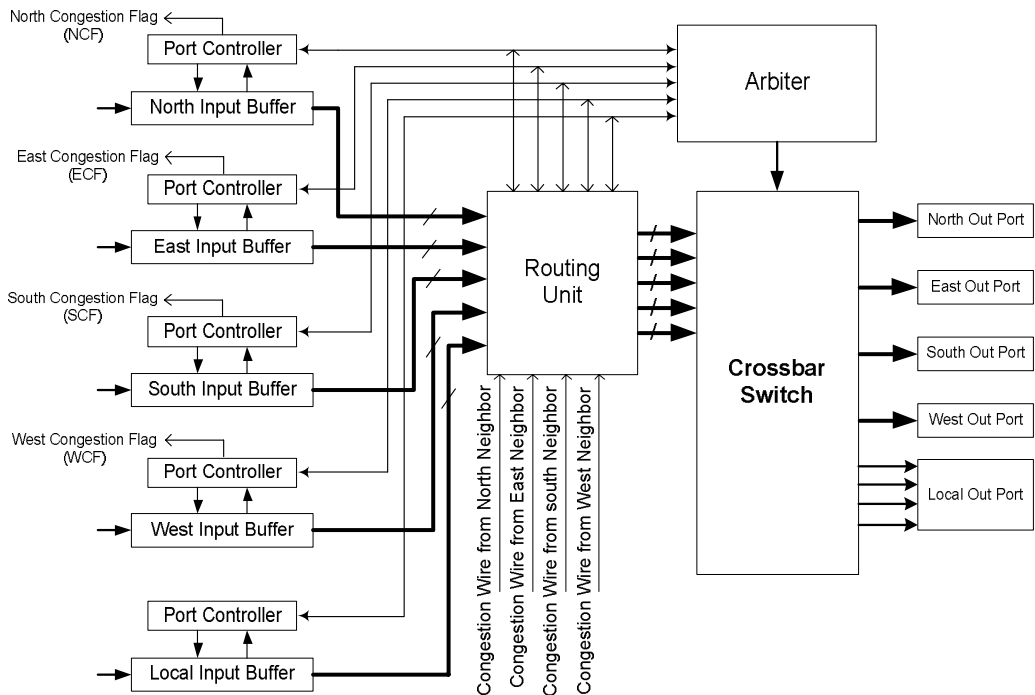 North Congestion Flag
(NCF)
Port Controller
North Input Buffer
East Congestion Flag
(ECF)
Port Controller
East Input Buffer
South Congestion Flag
(SCF)
Port Controller
South Input Buffer
West Congestion Flag
(WCF)
Port Controller
West Input Buffer
Port Controller
Local Input Buffer
Routing
Unit
Congestion Wire from North Neighbor
Congestion Wire from East Neighbor
Congestion Wire from south Neighbor
Congestion Wire from West Neighbor
Arbiter
Crossbar
Switch
North Out Port
East Out Port
South Out Port
West Out Port
Local Out Port